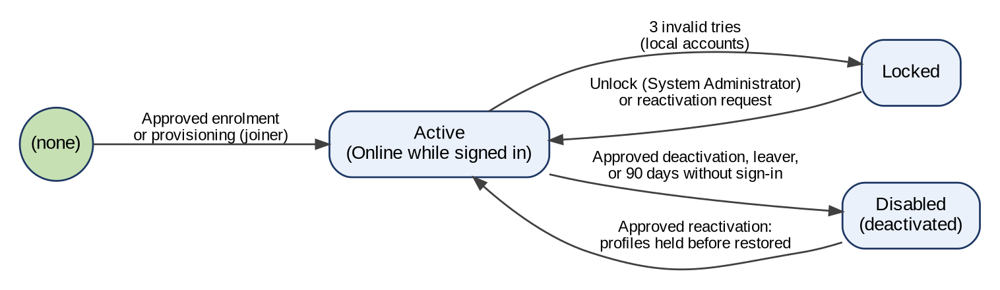 (none)
Approved enrolment
or provisioning (joiner)
Active
(Online while signed in)
3 invalid tries
(local accounts)
Unlock (System Administrator)
or reactivation request
Locked
Approved deactivation, leaver,
or 90 days without sign-in
Disabled
(deactivated)
Approved reactivation:
profiles held before restored